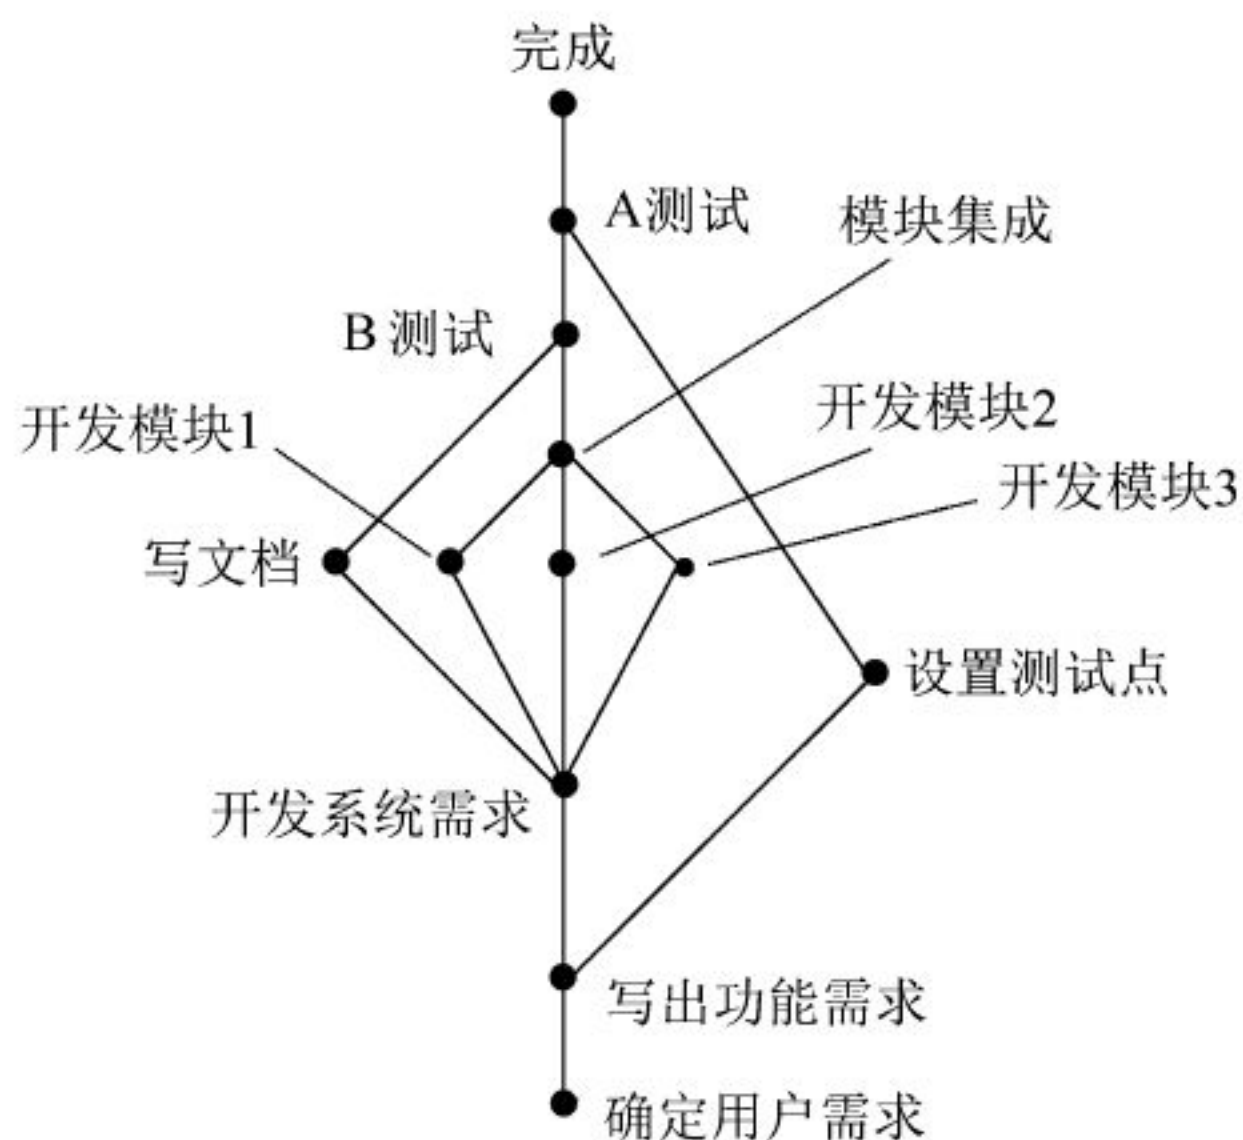 完成
A测试
模块集成
B测试
开发模块1
开发模块2
开发模块3
写文档
设置测试点
开发系统需求
写出功能需求
确定用户需求